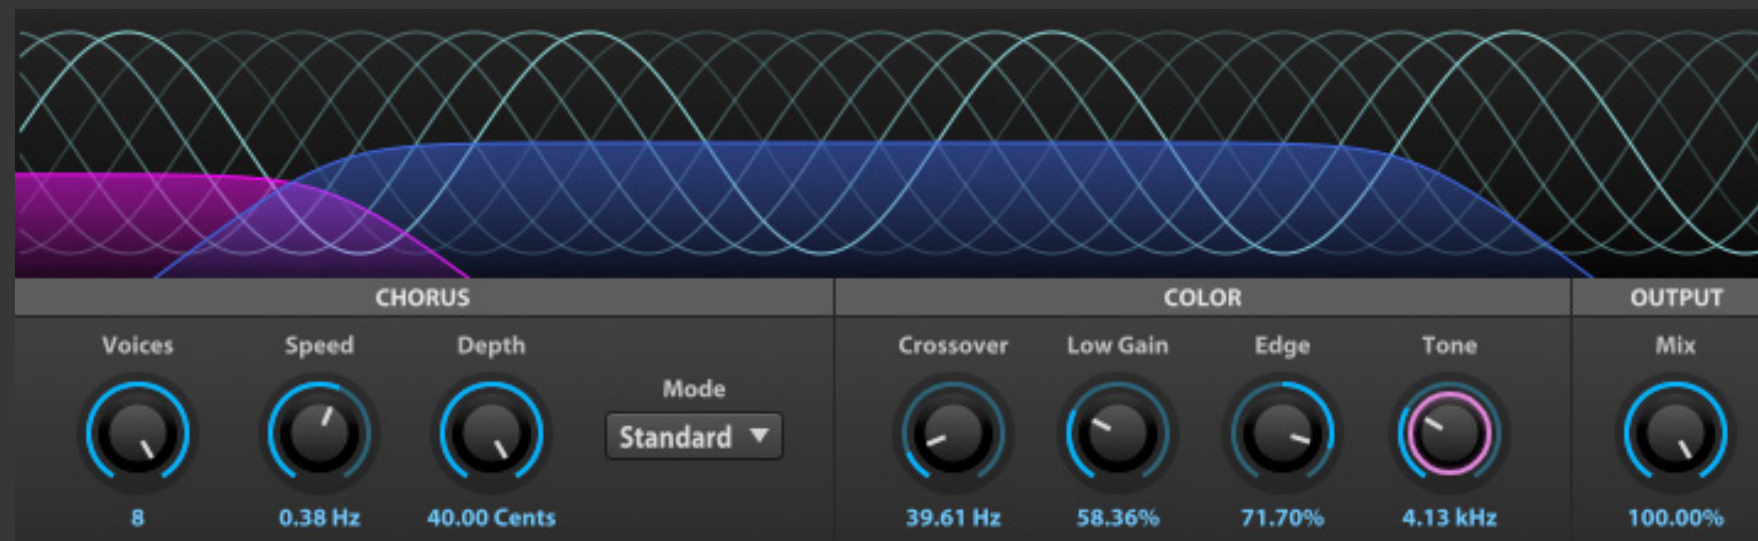 CHORUS COLOR OUTPUT
Voices Speed Depth Crossover Low Gain Edge Tone Mix
Mode
Standard
8 0.38 Hz 40.00 Cents 39.61 Hz 58.36% 71.70% 4.13 kHz 100.00%